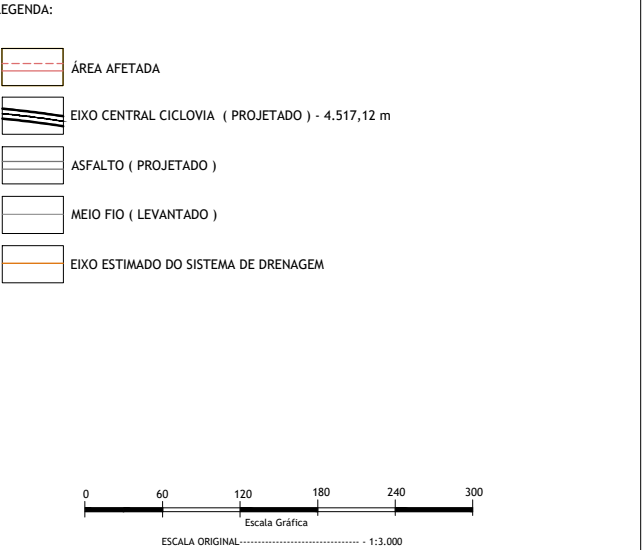 LEGENDA:
ÁREA AFETADA
EIXO CENTRAL CICLOVIA ( PROJETADO ) - 4.517,12 m
ASFALTO ( PROJETADO )
MEIO FIO ( LEVANTADO )
EIXO ESTIMADO DO SISTEMA DE DRENAGEM
0 60 120 180 240 300
Escala Gráfica
ESCALA ORIGINAL--------------------------------- - 1:3.000